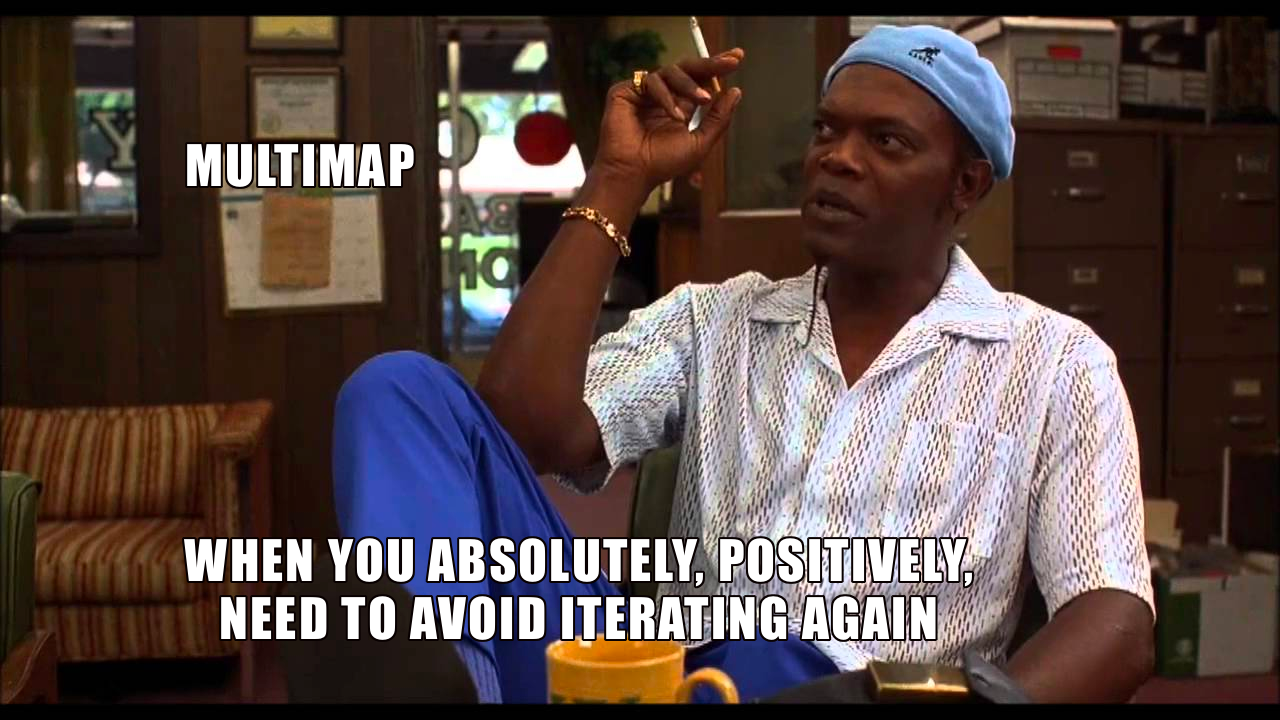 MULTIMAP
WHEN YOU ABSOLUTELY, POSITIVELY,
NEED TO AVOID ITERATING AGAIN